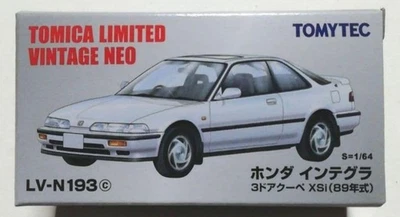 TOMICA LIMITED
VINTAGE NEO
TOMYTEC
S=1/64
ホンダ インテグラ
LV-N193ⓒ
3ドアクーペ XSi(89年式)